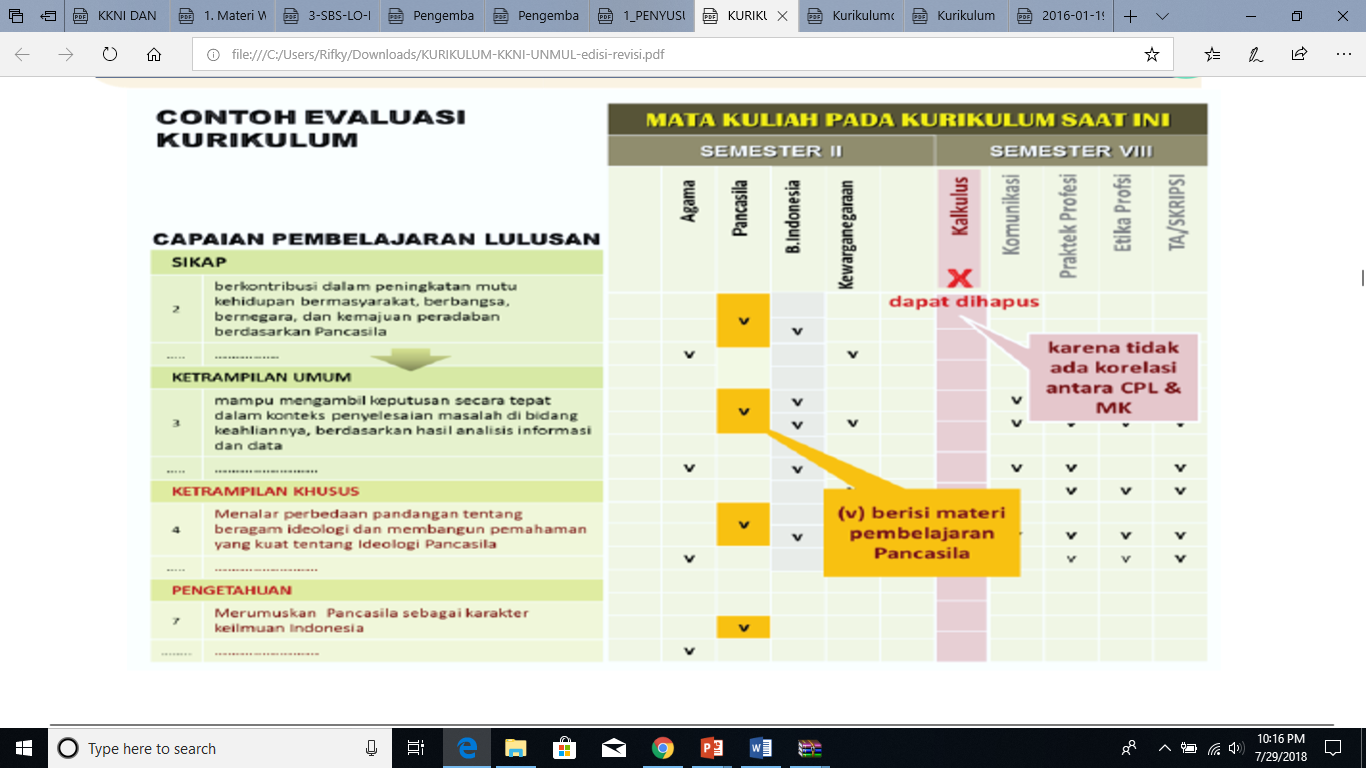 KKNI DAN
1. Materi W
3-SBS-LO-I
Pengemba
Pengemba
1_PENYUSU
KURIKU
Kurikulumo
Kurikulum
2016-01-19
file:///C:/Users/Rifky/Downloads/KURIKULUM-KKNI-UNMUL-edisi-revisi.pdf
CONTOH EVALUASI
KURIKULUM
MATA KULIAH PADA KURIKULUM SAAT INI
SEMESTER II
SEMESTER VIII
Agama
Pancasila
B.Indonesia
Kewarganegaraan
Kalkulus
Komunikasi
Praktek Profesi
Etika Profsi
TA/SKRIPSI
X
dapat dihapus
karena tidak
ada korelasi
antara CPL &
MK
CAPAIAN PEMBELAJARAN LULUSAN
SIKAP
2
berkontribusi dalam peningkatan mutu
kehidupan bermasyarakat, berbangsa,
bernegara, dan kemajuan peradaban
berdasarkan Pancasila
v
v
..... .................
v v
KETRAMPILAN UMUM
3
mampu mengambil keputusan secara tepat
dalam konteks penyelesaian masalah di bidang
keahliannya, berdasarkan hasil analisis informasi
dan data
v v
v
v v v
..... ...........................
v v v v v
KETRAMPILAN KHUSUS
v v v
4
Menalar perbedaan pandangan tentang
beragam ideologi dan membangun pemahaman
yang kuat tentang Ideologi Pancasila
v
v v v v
..... ...........................
v v v v
(v) berisi materi
pembelajaran
Pancasila
PENGETAHUAN
7
Merumuskan Pancasila sebagai karakter
keilmuan Indonesia
v
........ ...........................
v
Type here to search
10:16 PM
7/29/2018